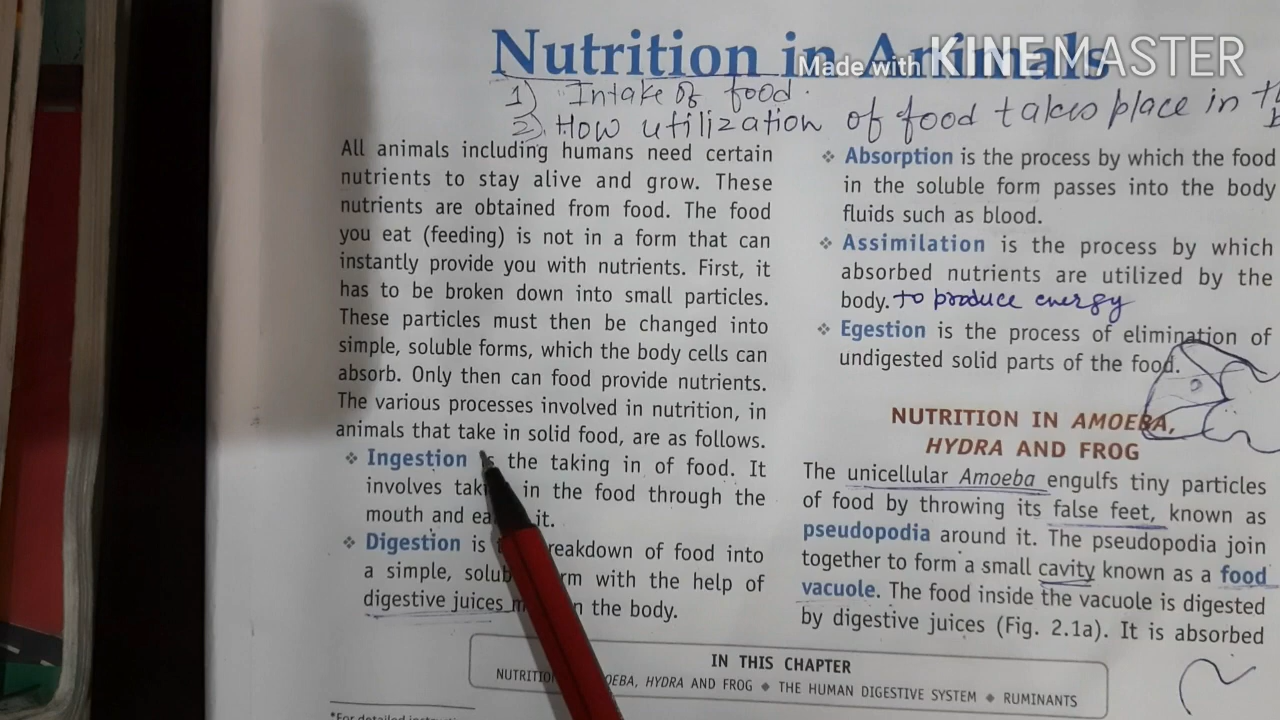 Nutrition in Animals
Made with KINEMASTER
1) Intake of food.
2). How utilization of food takes place in
All animals including humans need certain
nutrients to stay alive and grow. These
nutrients are obtained from food. The food
you eat (feeding) is not in a form that can
instantly provide you with nutrients. First, it
has to be broken down into small particles.
These particles must then be changed into
simple, soluble forms, which the body cells can
absorb. Only then can food provide nutrients.
The various processes involved in nutrition, in
animals that take in solid food, are as follows.
❖ Ingestion is the taking in of food. It
involves in the food through the
mouth and it.
❖ Digestion is breakdown of food into
a simple, with the help of
digestive juices in the body.
❖ Absorption is the process by which the food
in the soluble form passes into the body
fluids such as blood.
❖ Assimilation is the process by which
absorbed nutrients are utilized by the
body. to produce energy
❖ Egestion is the process of elimination of
undigested solid parts of the food.
NUTRITION IN AMOEBA,
HYDRA AND FROG
The unicellular Amoeba engulfs tiny particles
of food by throwing its false feet, known as
pseudopodia around it. The pseudopodia join
together to form a small cavity known as a food
vacuole. The food inside the vacuole is digested
by digestive juices (Fig. 2.1a). It is absorbed
IN THIS CHAPTER
NUTRITION AMOEBA, HYDRA AND FROG ◆ THE HUMAN DIGESTIVE SYSTEM ◆ RUMINANTS
*For detailed